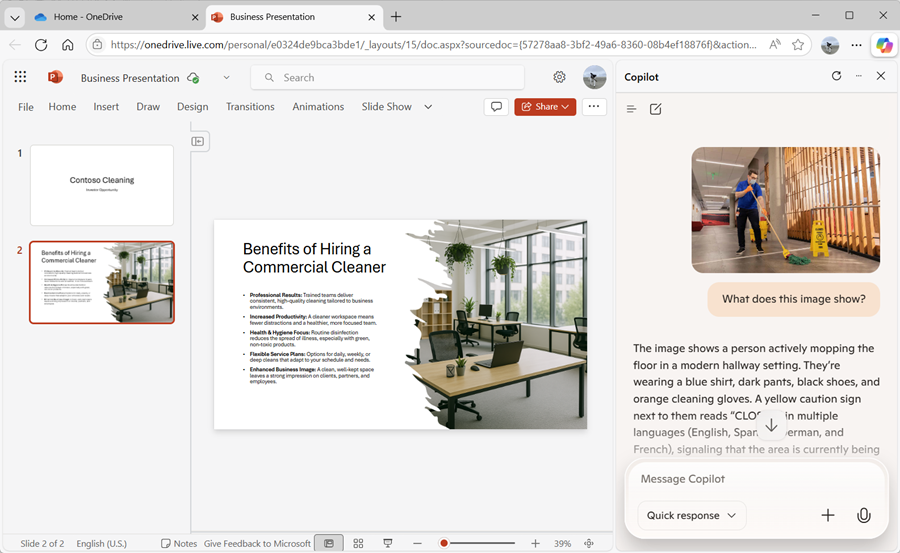 Home - OneDrive
Business Presentation
https://onedrive.live.com/personal/e0324de9bca3bde1/_layouts/15/doc.aspx?sourcedoc={57278aa8-3bf2-49a6-8360-08b4ef18876f}&action...
Business Presentation
Search
File Home Insert Draw Design Transitions Animations Slide Show
Share
1
Contoso Cleaning
Investor Opportunity
2
Benefits of Hiring a
Commercial Cleaner
Benefits of Hiring a
Commercial Cleaner
• Professional Results: Trained teams deliver
consistent, high-quality cleaning tailored to business
environments.
• Increased Productivity: A cleaner workspace means
fewer distractions and a healthier, more focused team.
• Health & Hygiene Focus: Routine disinfection
reduces the spread of illness, especially with green,
non-toxic products.
• Flexible Service Plans: Options for daily, weekly, or
deep cleans that adapt to your schedule and needs.
• Enhanced Business Image: A clean, well-kept space
leaves a strong impression on clients, partners, and
employees.
Copilot
What does this image show?
The image shows a person actively mopping the
floor in a modern hallway setting. They're
wearing a blue shirt, dark pants, black shoes, and
orange cleaning gloves. A yellow caution sign
next to them reads "CLO in multiple
languages (English, Span erman, and
French), signaling that the area is currently being
Message Copilot
Quick response
Slide 2 of 2 English (U.S.) Notes Give Feedback to Microsoft 39%